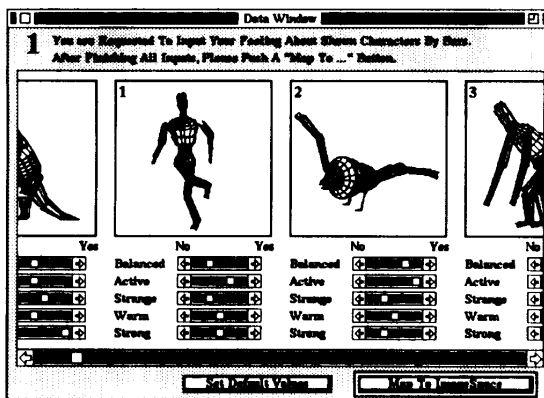 Data Window
1 You are Requested To Input Your Feeling About Shown Characters By Bars.
After Finishing All Inputs, Please Push A "Map To ..." Button.
1 2 3
Yes No Yes No Yes No
Balanced Balanced Balanced
Active Active Active
Strange Strange Strange
Warm Warm Warm
Strong Strong Strong
Set Default Values Map To InnerSpace